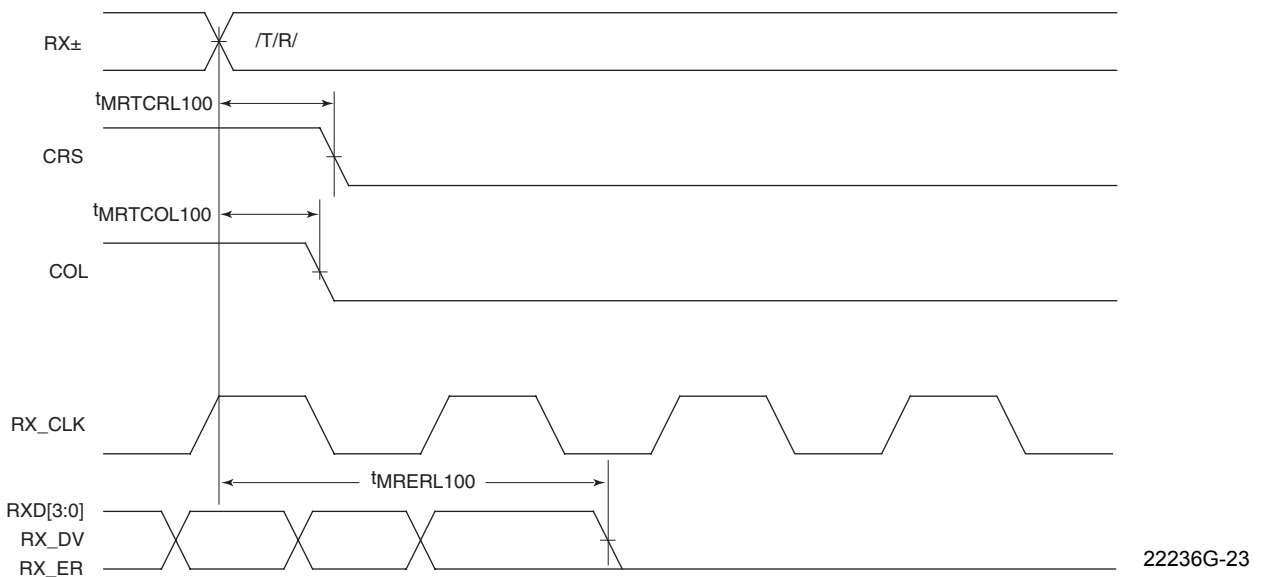 RX±
/T/R/
tMRTCRL100
CRS
tMRTCOL100
COL
RX_CLK
tMRERL100
RXD[3:0]
RX_DV
RX_ER
22236G-23